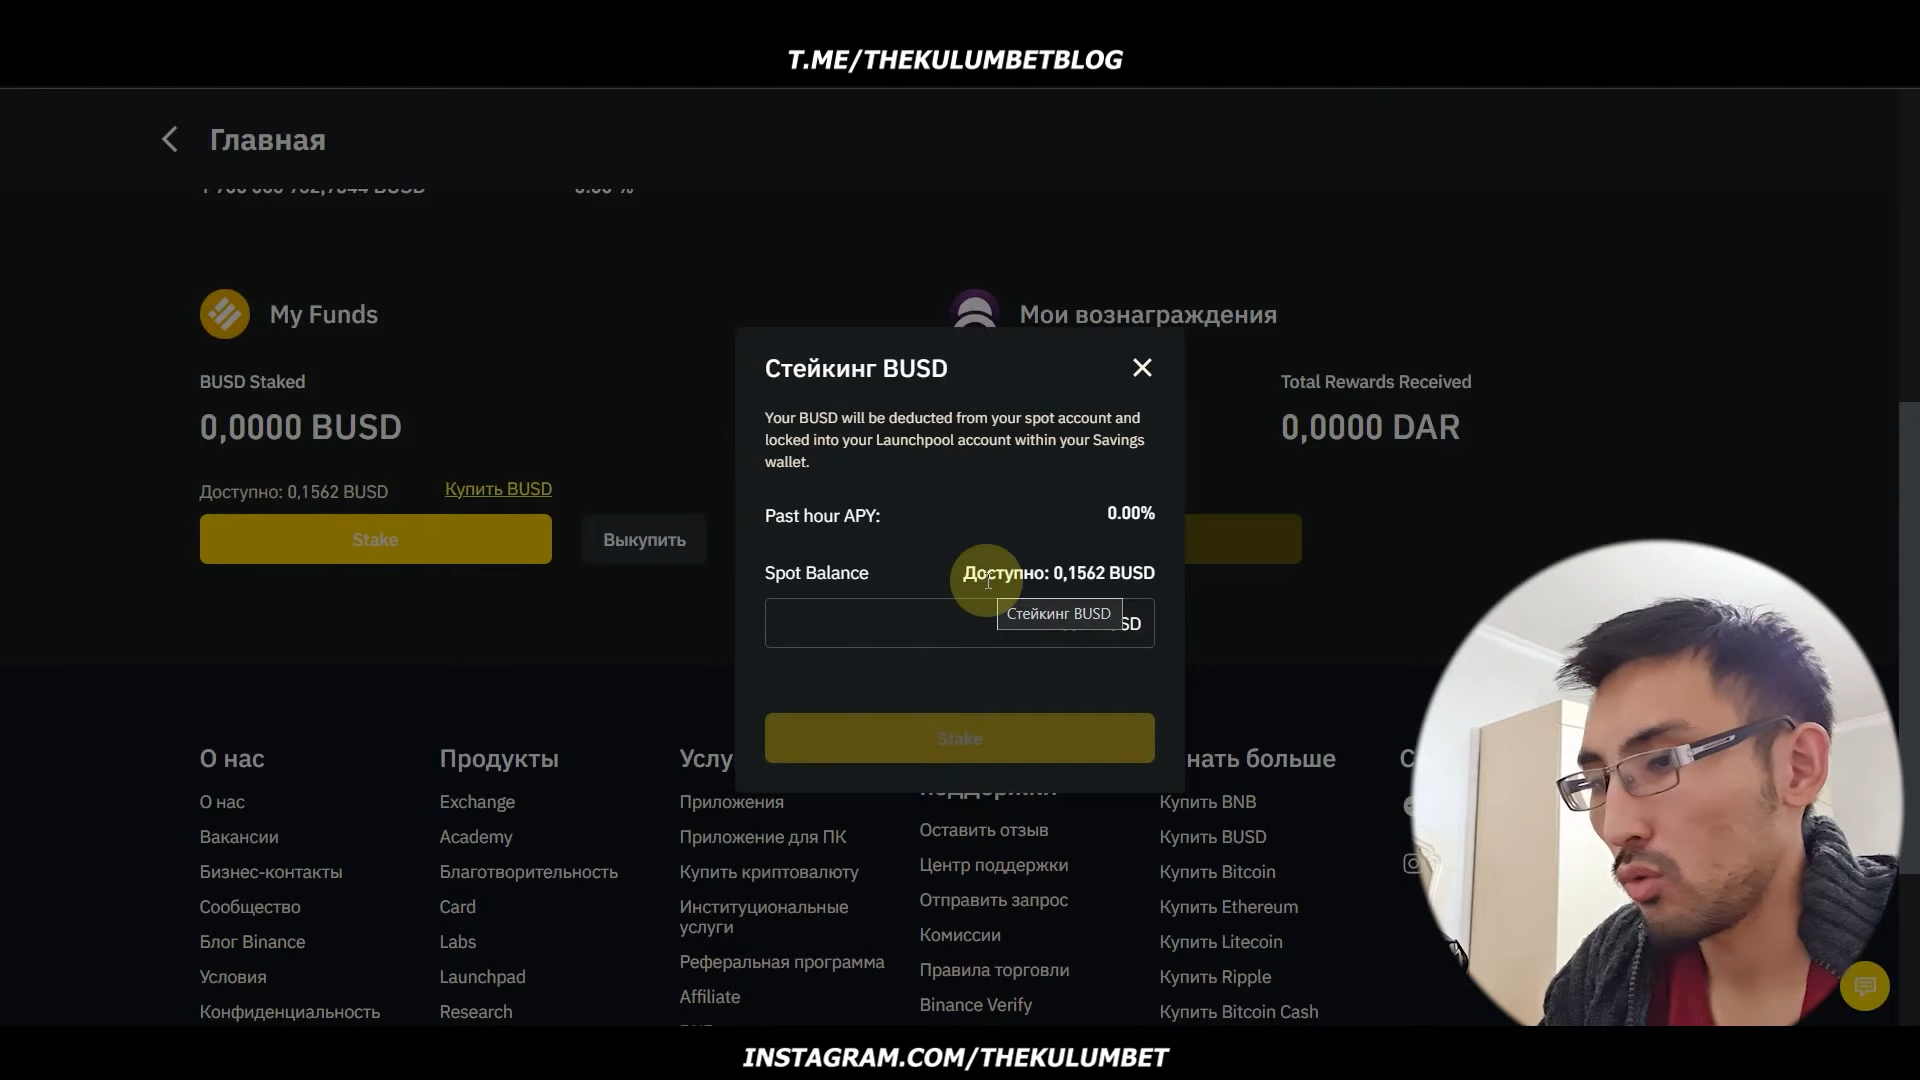 T.ME/THEKULUMBETBLOG
Главная
My Funds
Мои вознаграждения
BUSD Staked
0,0000 BUSD
Доступно: 0,1562 BUSD
Купить BUSD
Stake
Выкупить
Total Rewards Received
0,0000 DAR
Стейкинг BUSD
Your BUSD will be deducted from your spot account and
locked into your Launchpool account within your Savings
wallet.
Past hour APY:
0.00%
Spot Balance
Доступно: 0,1562 BUSD
Стейкинг BUSD
Stake
О нас
О нас
Вакансии
Бизнес-контакты
Сообщество
Блог Binance
Условия
Конфиденциальность
Продукты
Exchange
Academy
Благотворительность
Card
Labs
Launchpad
Research
Услу
Приложения
Приложение для ПК
Купить криптовалюту
Институциональные
услуги
Реферальная программа
Affiliate
поддержки
Оставить отзыв
Центр поддержки
Отправить запрос
Комиссии
Правила торговли
Binance Verify
нать больше
Купить BNB
Купить BUSD
Купить Bitcoin
Купить Ethereum
Купить Litecoin
Купить Ripple
Купить Bitcoin Cash
INSTAGRAM.COM/THEKULUMBET